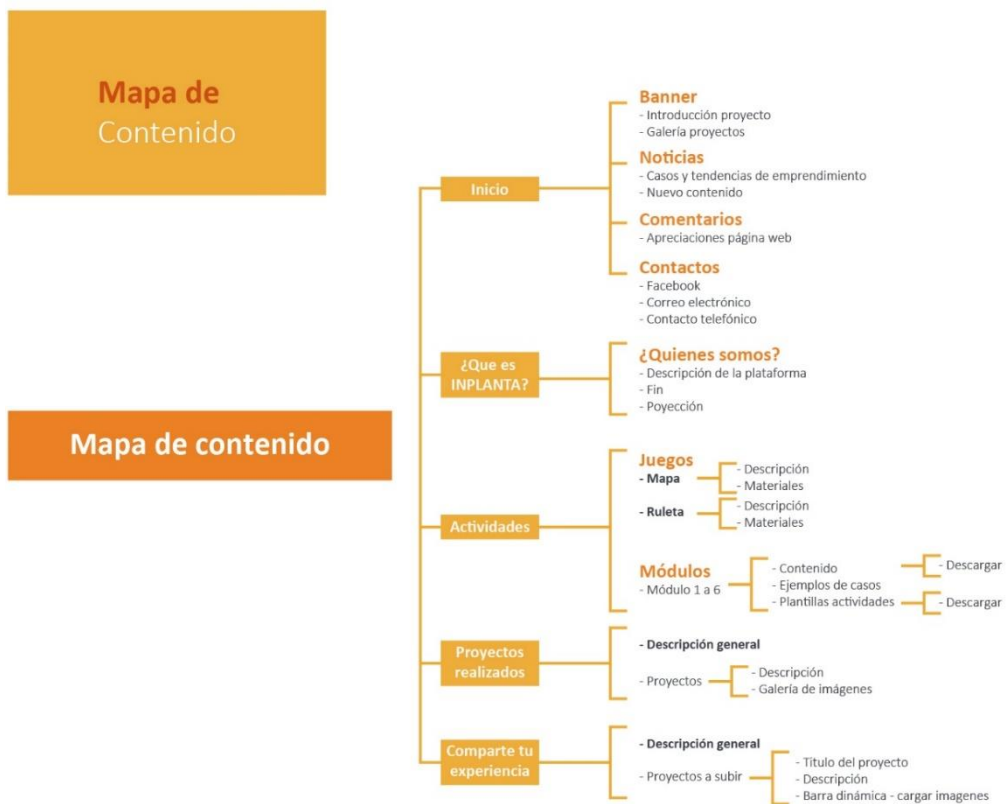 Mapa de
Contenido
Mapa de contenido
Inicio
Banner
- Introducción proyecto
- Galería proyectos
Noticias
- Casos y tendencias de emprendimiento
- Nuevo contenido
Comentarios
- Apreciaciones página web
Contactos
- Facebook
- Correo electrónico
- Contacto telefónico
¿Que es
INPLANTA?
¿Quienes somos?
- Descripción de la plataforma
- Fin
- Poyección
Actividades
Juegos
- Mapa
- Descripción
- Materiales
- Ruleta
- Descripción
- Materiales
Módulos
- Módulo 1 a 6
- Contenido
- Descargar
- Ejemplos de casos
- Plantillas actividades
- Descargar
Proyectos
realizados
- Descripción general
- Proyectos
- Descripción
- Galería de imágenes
Comparte tu
experiencia
- Descripción general
- Proyectos a subir
- Titulo del proyecto
- Descripción
- Barra dinámica - cargar imagenes